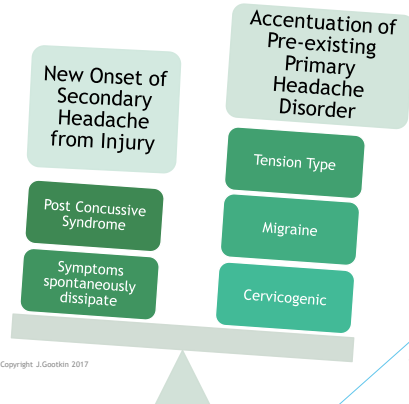 New Onset of
Secondary
Headache
from Injury
Post Concussive
Syndrome
Symptoms
spontaneously
dissipate
Accentuation of
Pre-existing
Primary
Headache
Disorder
Tension Type
Migraine
Cervicogenic
Copyright J.Gootkin 2017